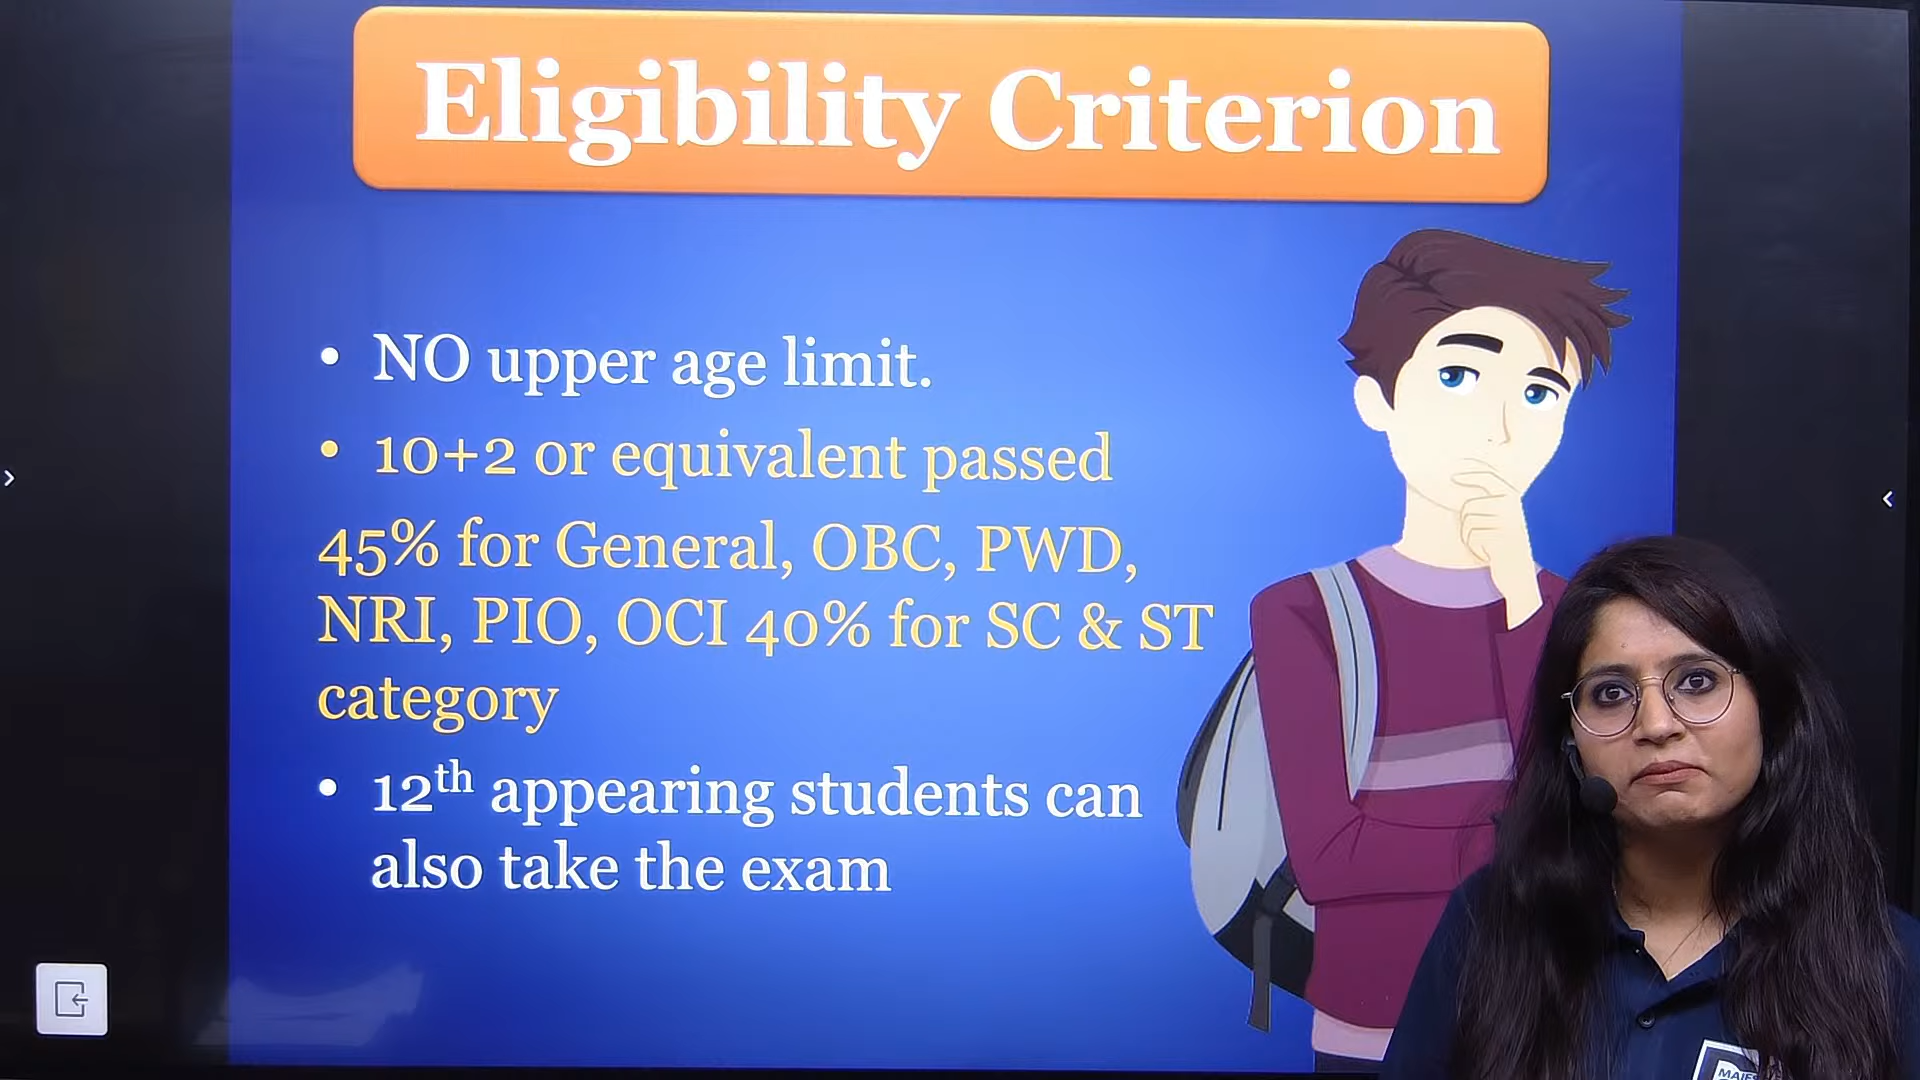 Eligibility Criterion
• NO upper age limit.
• 10+2 or equivalent passed
45% for General, OBC, PWD,
NRI, PIO, OCI 40% for SC & ST
category
• 12th appearing students can
also take the exam